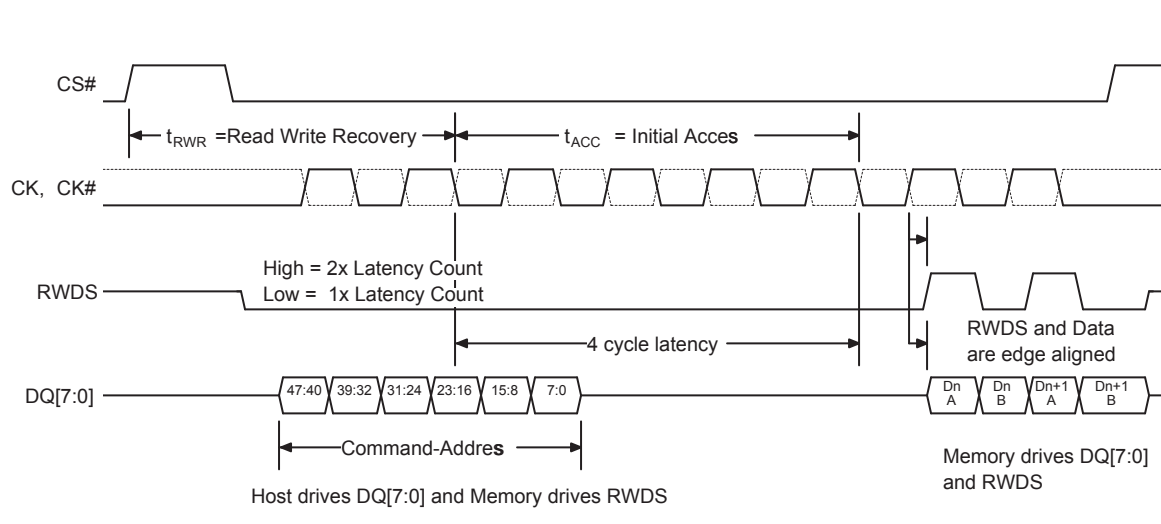 CS#
tRWR =Read Write Recovery
tACC = Initial Acces
CK, CK#
High = 2x Latency Count
Low = 1x Latency Count
RWDS
4 cycle latency
RWDS and Data
are edge aligned
DQ[7:0]
47:40 39:32 31:24 23:16 15:8 7:0
Dn Dn Dn+1 Dn+1
A B A B
Command-Addres
Memory drives DQ[7:0]
and RWDS
Host drives DQ[7:0] and Memory drives RWDS